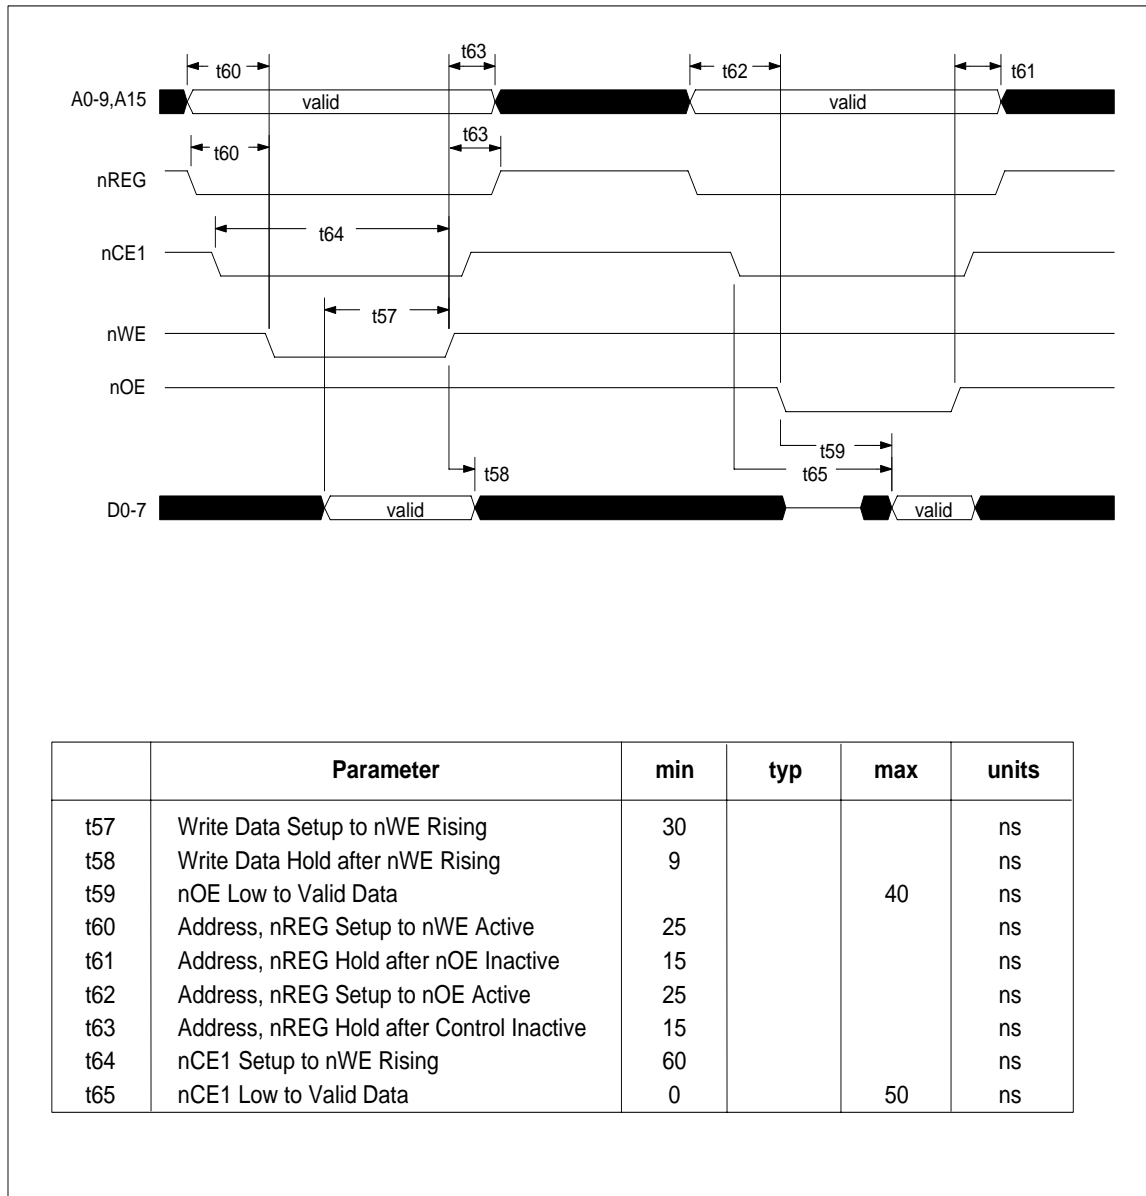 t63
t60 t62 t61
A0-9,A15 valid valid
t63
t60
nREG
t64
nCE1
t57
nWE
nOE
t59
t58 t65
D0-7 valid valid
Parameter min typ max units
t57 Write Data Setup to nWE Rising 30 ns
t58 Write Data Hold after nWE Rising 9 ns
t59 nOE Low to Valid Data 40 ns
t60 Address, nREG Setup to nWE Active 25 ns
t61 Address, nREG Hold after nOE Inactive 15 ns
t62 Address, nREG Setup to nOE Active 25 ns
t63 Address, nREG Hold after Control Inactive 15 ns
t64 nCE1 Setup to nWE Rising 60 ns
t65 nCE1 Low to Valid Data 0 50 ns